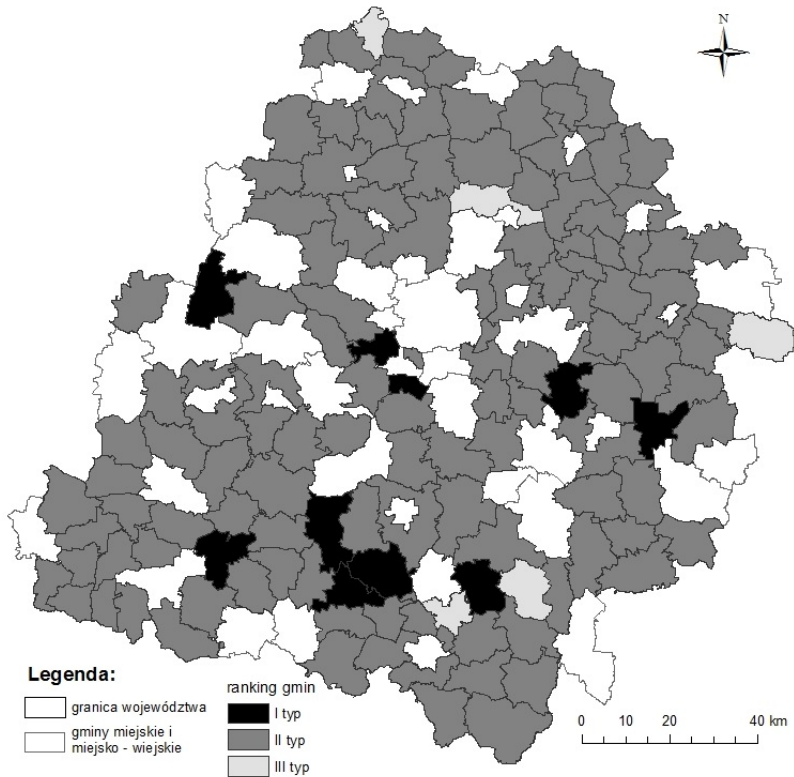 N
Legenda:
granica województwa
gminy miejskie i
miejsko - wiejskie
ranking gmin
I typ
II typ
III typ
0 10 20 40 km